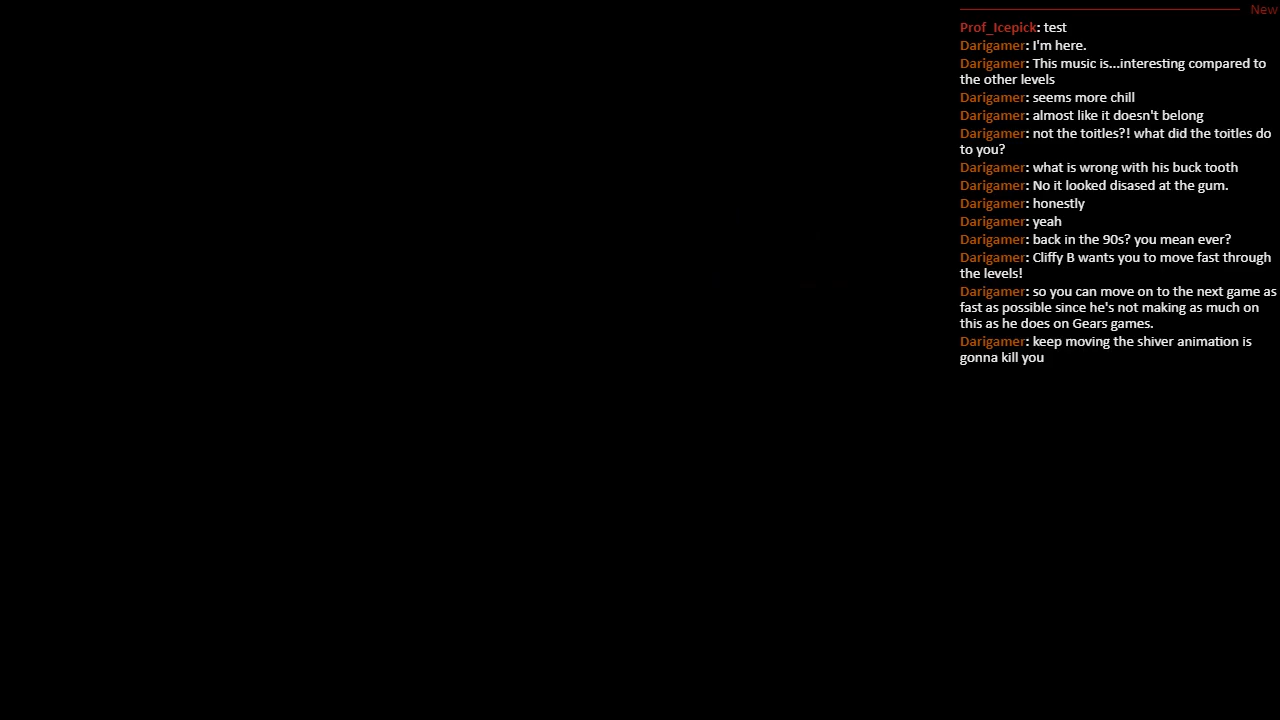 New
Prof_Icepick: test
Darigamer: I'm here.
Darigamer: This music is...interesting compared to
the other levels
Darigamer: seems more chill
Darigamer: almost like it doesn't belong
Darigamer: not the toitles?! what did the toitles do
to you?
Darigamer: what is wrong with his buck tooth
Darigamer: No it looked disased at the gum.
Darigamer: honestly
Darigamer: yeah
Darigamer: back in the 90s? you mean ever?
Darigamer: Cliffy B wants you to move fast through
the levels!
Darigamer: so you can move on to the next game as
fast as possible since he's not making as much on
this as he does on Gears games.
Darigamer: keep moving the shiver animation is
gonna kill you